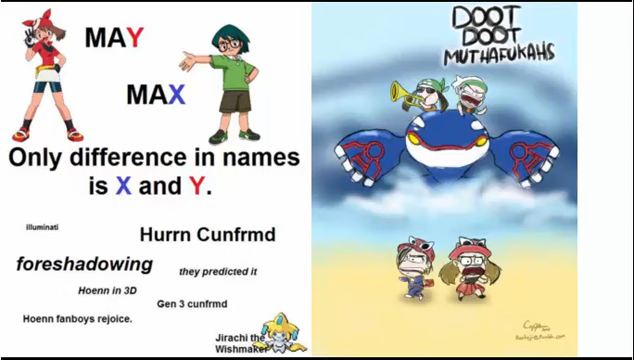 MAY
MAX
Only difference in names
is X and Y.
illuminati
Hurrn Cunfrmd
foreshadowing
they predicted it
Hoenn in 3D
Gen 3 cunfrmd
Hoenn fanboys rejoice.
Jirachi the
Wishmaker
DOOT
DOOT
MUTHAFUKAHS